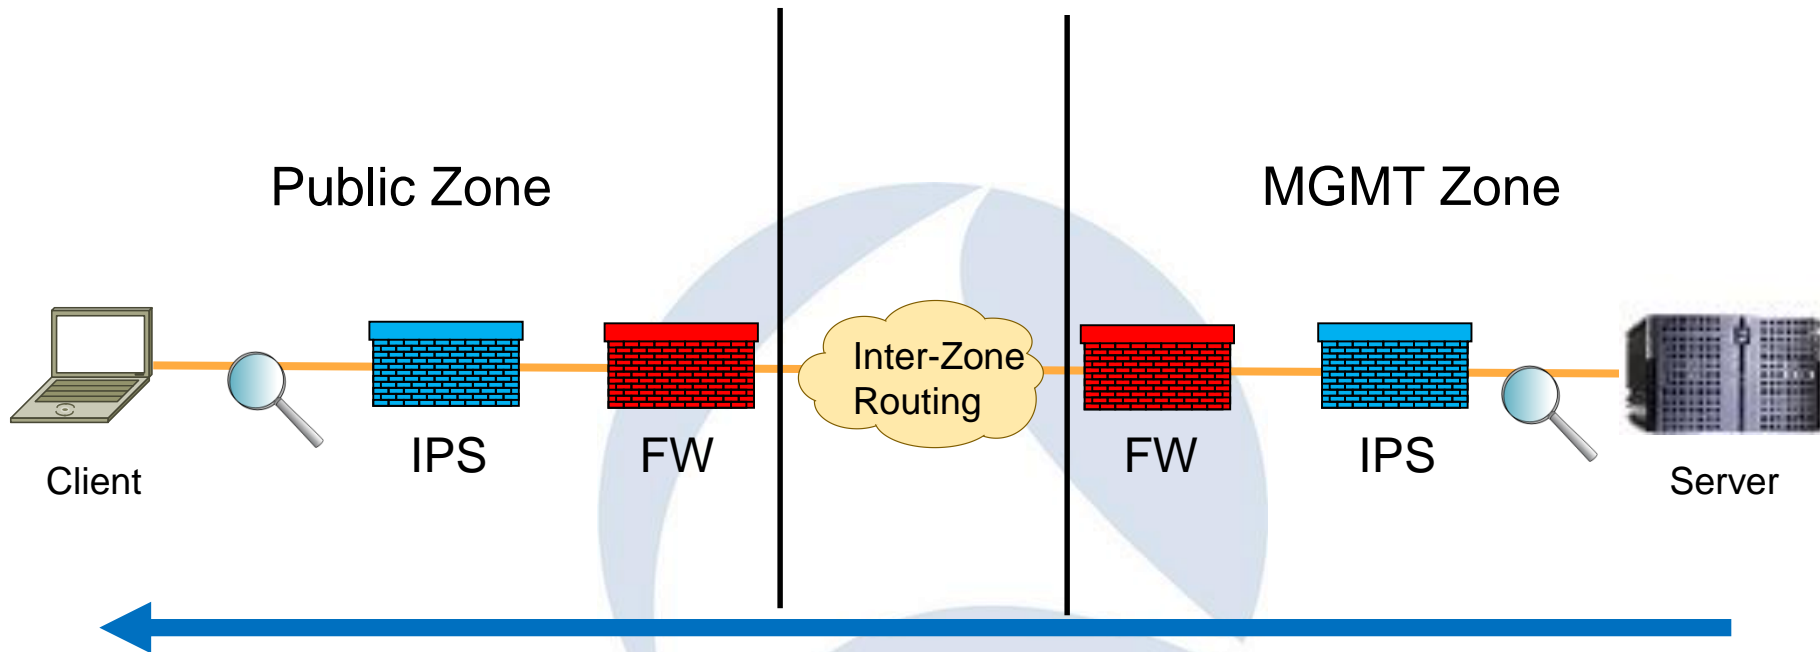 Public Zone
MGMT Zone
Inter-Zone
Routing
IPS
FW
FW
IPS
Client
Server